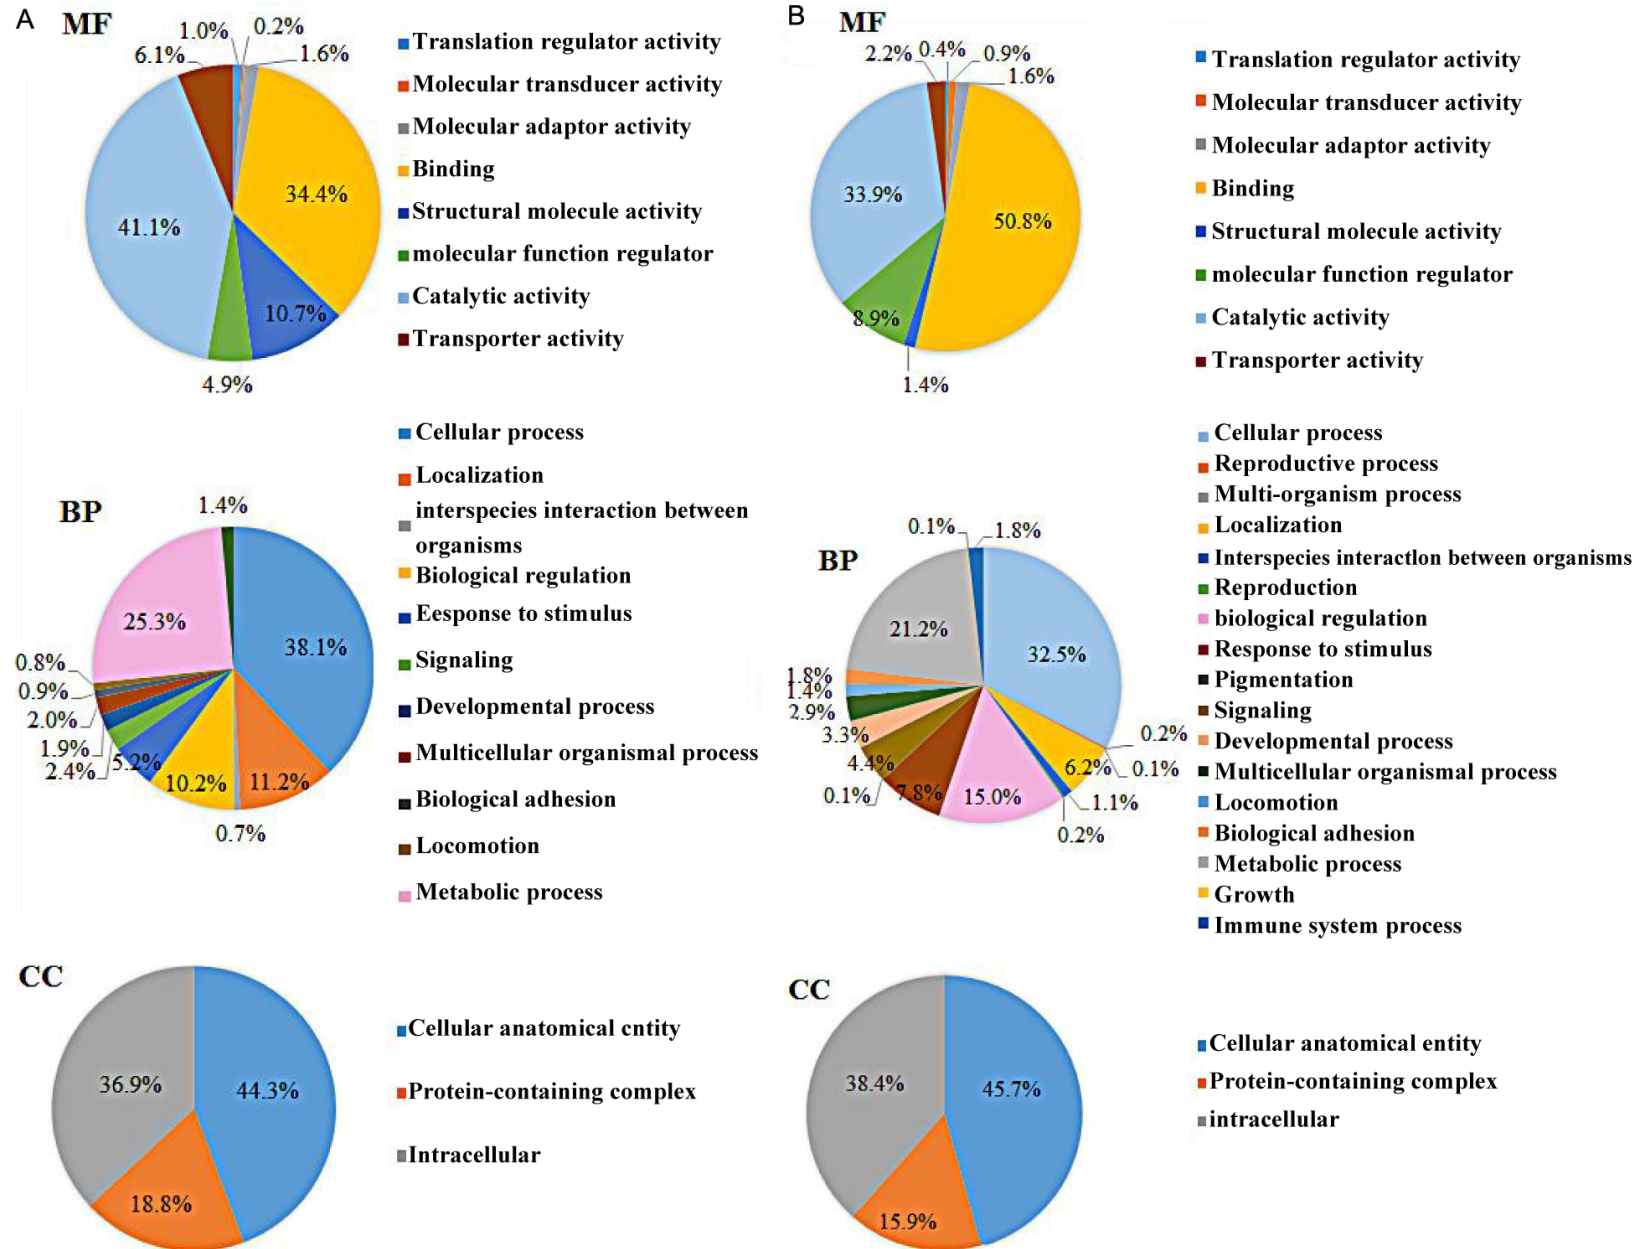 A
MF
1.0%
0.2%
6.1%
1.6%
34.4%
41.1%
10.7%
4.9%
Translation regulator activity
Molecular transducer activity
Molecular adaptor activity
Binding
Structural molecule activity
molecular function regulator
Catalytic activity
Transporter activity
B
MF
2.2%
0.4%
0.9%
1.6%
33.9%
50.8%
8.9%
1.4%
Translation regulator activity
Molecular transducer activity
Molecular adaptor activity
Binding
Structural molecule activity
molecular function regulator
Catalytic activity
Transporter activity
BP
1.4%
25.3%
38.1%
0.8%
0.9%
2.0%
1.9%
2.4%
5.2%
10.2%
11.2%
0.7%
Cellular process
Localization
interspecies interaction between
organisms
Biological regulation
Eesponse to stimulus
Signaling
Developmental process
Multicellular organismal process
Biological adhesion
Locomotion
Metabolic process
BP
0.1%
1.8%
21.2%
32.5%
1.8%
1.4%
2.9%
3.3%
4.4%
0.1%
7.8%
15.0%
6.2%
0.2%
0.1%
1.1%
0.2%
Cellular process
Reproductive process
Multi-organism process
Localization
Interspecies interactlon between organisms
Reproduction
biological regulation
Response to stimulus
Pigmentation
Signaling
Developmental process
Multicellular organismal process
Locomotion
Biological adhesion
Metabolic process
Growth
Immune system process
CC
36.9%
44.3%
18.8%
Cellular anatomical cntity
Protein-containing complex
Intracellular
CC
38.4%
45.7%
15.9%
Cellular anatomical entity
Protein-containing complex
intracellular